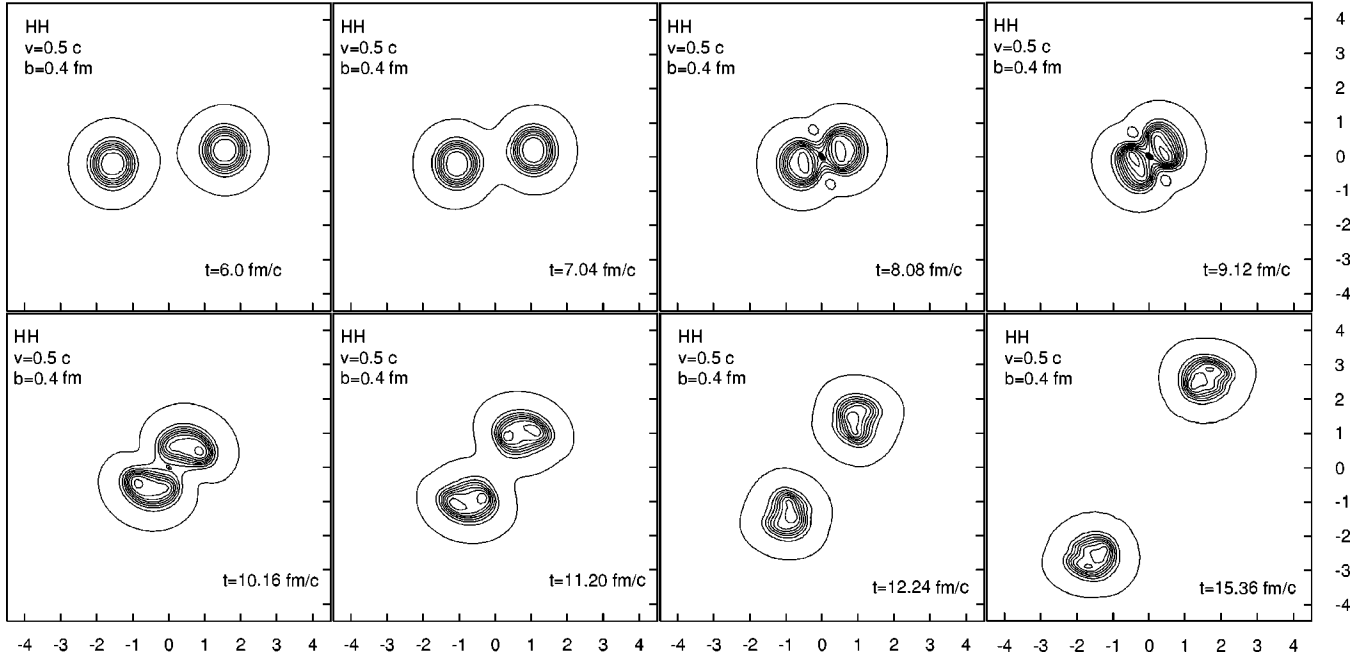 HH
v=0.5 c
b=0.4 fm
t=6.0 fm/c
HH
v=0.5 c
b=0.4 fm
t=7.04 fm/c
HH
v=0.5 c
b=0.4 fm
t=8.08 fm/c
HH
v=0.5 c
b=0.4 fm
t=9.12 fm/c
4
3
2
1
0
-1
-2
-3
-4
HH
v=0.5 c
b=0.4 fm
t=10.16 fm/c
HH
v=0.5 c
b=0.4 fm
t=11.20 fm/c
HH
v=0.5 c
b=0.4 fm
t=12.24 fm/c
HH
v=0.5 c
b=0.4 fm
t=15.36 fm/c
4
3
2
1
0
-1
-2
-3
-4
-4 -3 -2 -1 0 1 2 3 4
-4 -3 -2 -1 0 1 2 3 4
-4 -3 -2 -1 0 1 2 3 4
-4 -3 -2 -1 0 1 2 3 4